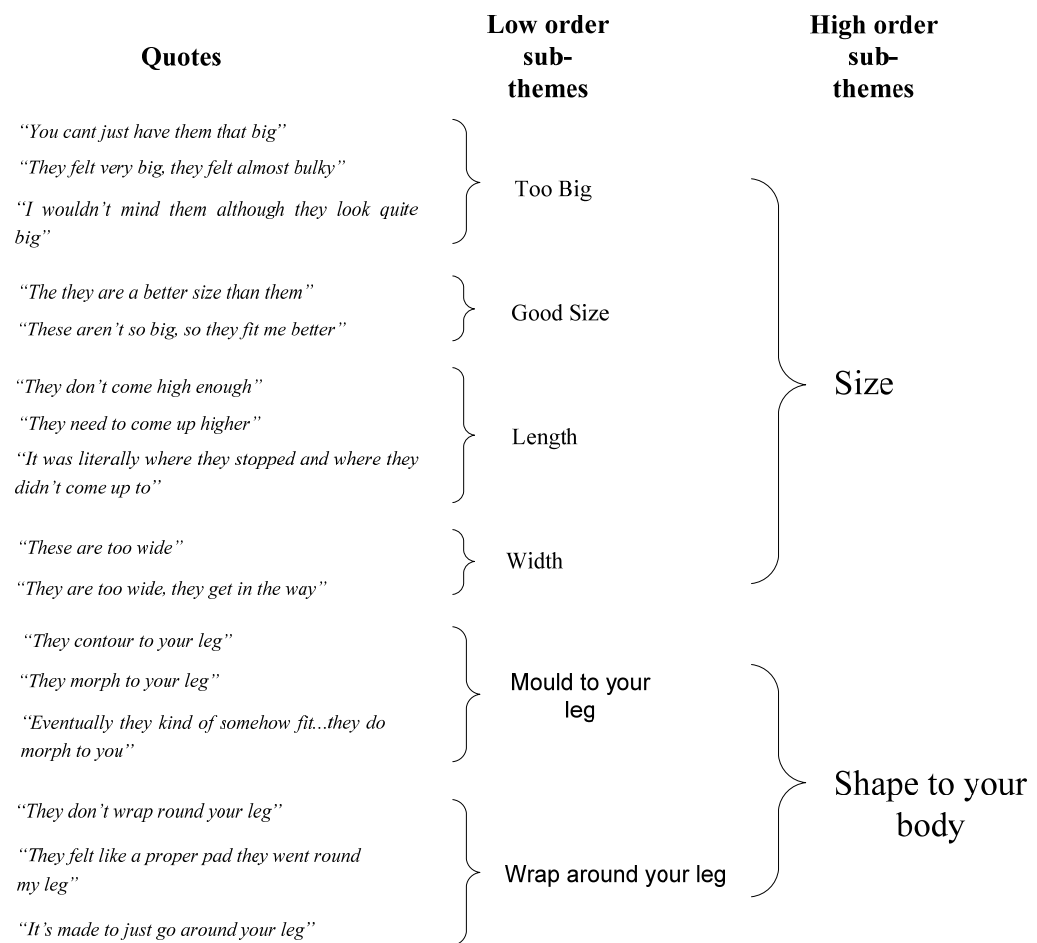 Quotes
Low order
sub-
themes
High order
sub-
themes
“You cant just have them that big”
“They felt very big, they felt almost bulky”
“I wouldn’t mind them although they look quite
big”
Too Big
“The they are a better size than them”
“These aren’t so big, so they fit me better”
Good Size
“They don’t come high enough”
“They need to come up higher”
“It was literally where they stopped and where they
didn’t come up to”
Length
“These are too wide”
“They are too wide, they get in the way”
Width
Size
“They contour to your leg”
“They morph to your leg”
“Eventually they kind of somehow fit...they do
morph to you”
Mould to your
leg
“They don’t wrap round your leg”
“They felt like a proper pad they went round
my leg”
“It’s made to just go around your leg”
Wrap around your leg
Shape to your
body